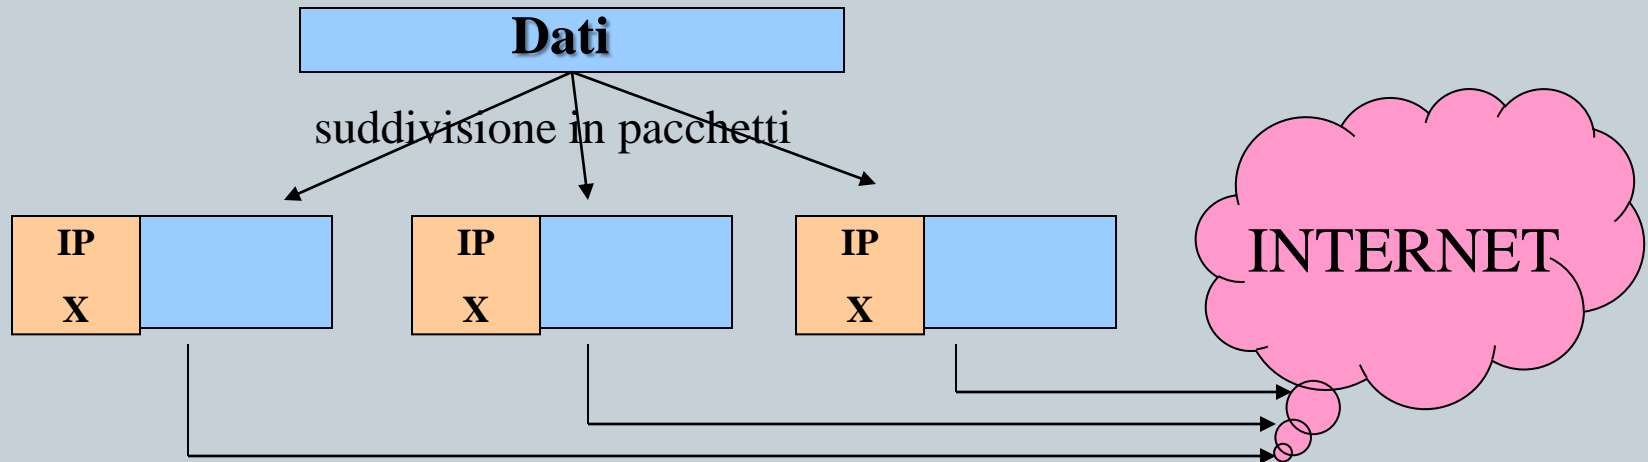 Dati
suddivisione in pacchetti
IP
X
IP
X
IP
X
INTERNET